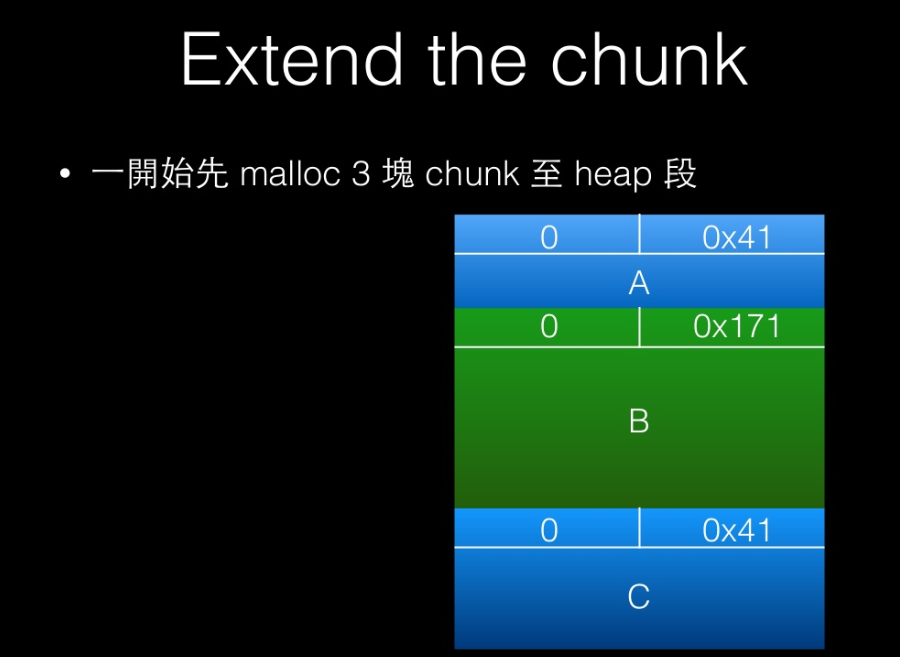 Extend the chunk
• 一開始先 malloc 3 塊 chunk 至 heap 段
0 0x41
A
0 0x171
B
0 0x41
C